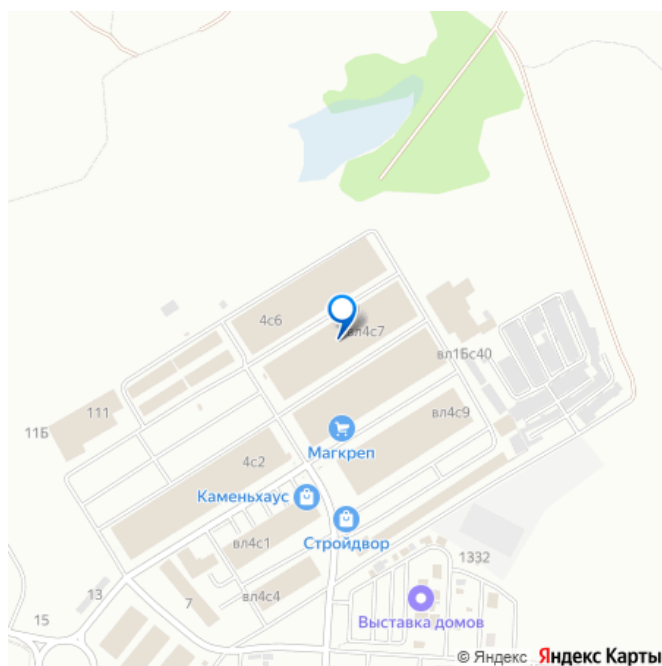 4с6
вл4с7
вл1Бс40
11Б
111
вл4с9
Магкреп
4с2
Каменьхаус
Стройдвор
вл4с1
1332
13
7
вл4с4
15
Выставка домов
© Яндекс Яндекс Карты